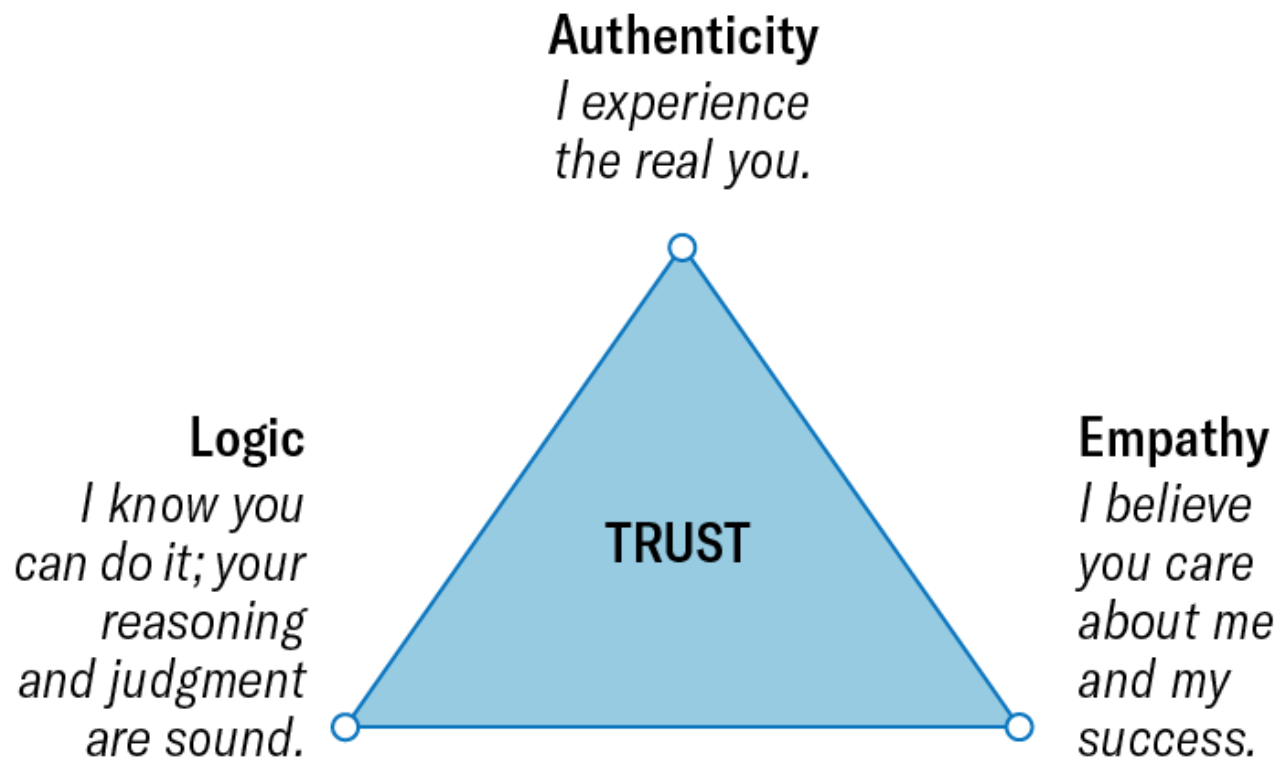 Authenticity
I experience
the real you.
Logic
I know you
can do it; your
reasoning
and judgment
are sound.
TRUST
Empathy
I believe
you care
about me
and my
success.